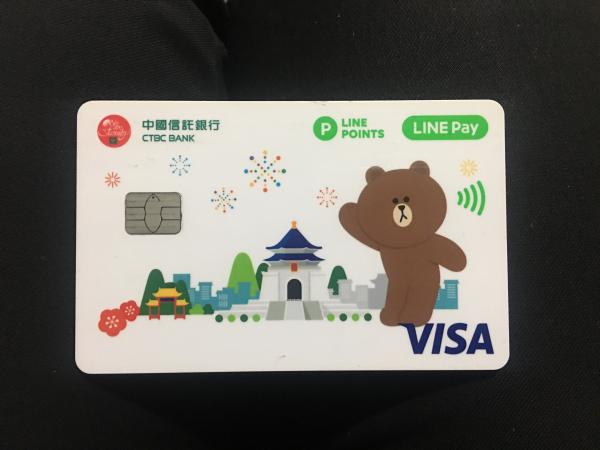 中國信託銀行
CTBC BANK
LINE
POINTS
LINE Pay
VISA